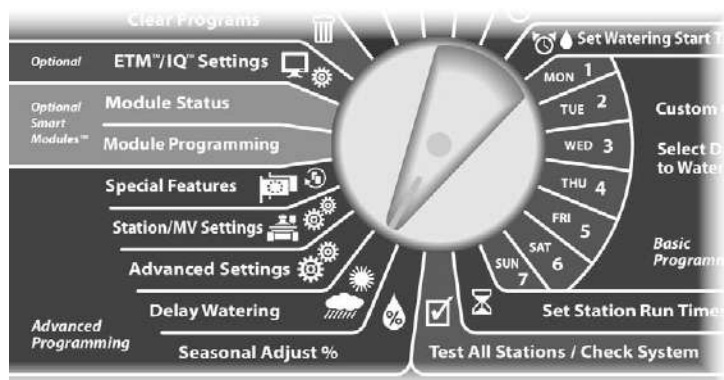 Clear Programs
Optional
ETM™/IQ™ Settings
Optional
Smart
Modules™
Module Status
Module Programming
Special Features
Station/MV Settings
Advanced Settings
Delay Watering
Advanced
Programming
Seasonal Adjust %
%
Test All Stations / Check System
Set Station Run Time
Basic
Programm
Set Watering Start T
MON 1
TUE 2
WED 3
THU 4
FRI 5
SAT 6
SUN 7
Custom
Select D
to Water